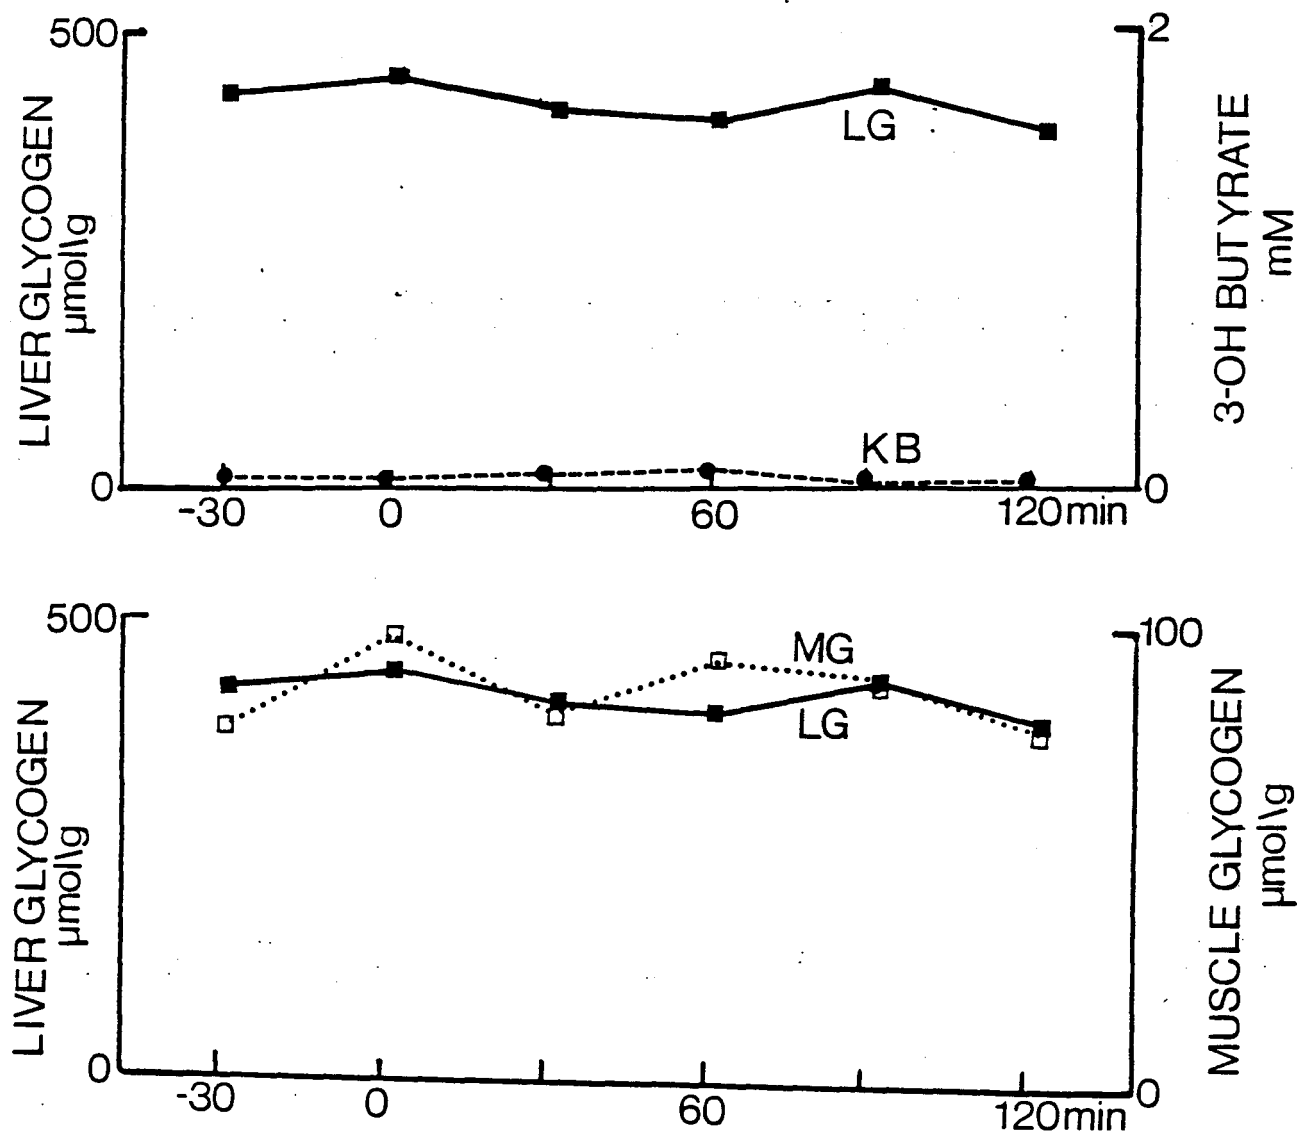 500
2
LIVER GLYCOGEN
µmol\g
LG
3-OH BUTYRATE
mM
KB
0
0
-30 0 60 120min
500
100
LIVER GLYCOGEN
µmol\g
MG
LG
MUSCLE GLYCOGEN
µmol\g
0
0
-30 0 60 120min